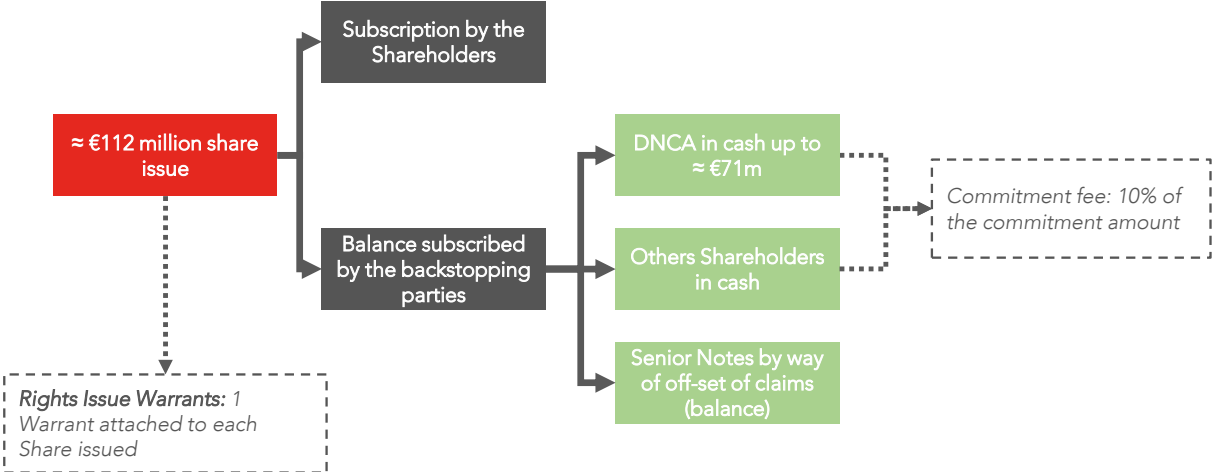 Subscription by the
Shareholders
≈ €112 million share
issue
DNCA in cash up to
≈ €71m
Commitment fee: 10% of
the commitment amount
Balance subscribed
by the backstopping
parties
Others Shareholders
in cash
Senior Notes by way
of off-set of claims
(balance)
Rights Issue Warrants: 1
Warrant attached to each
Share issued